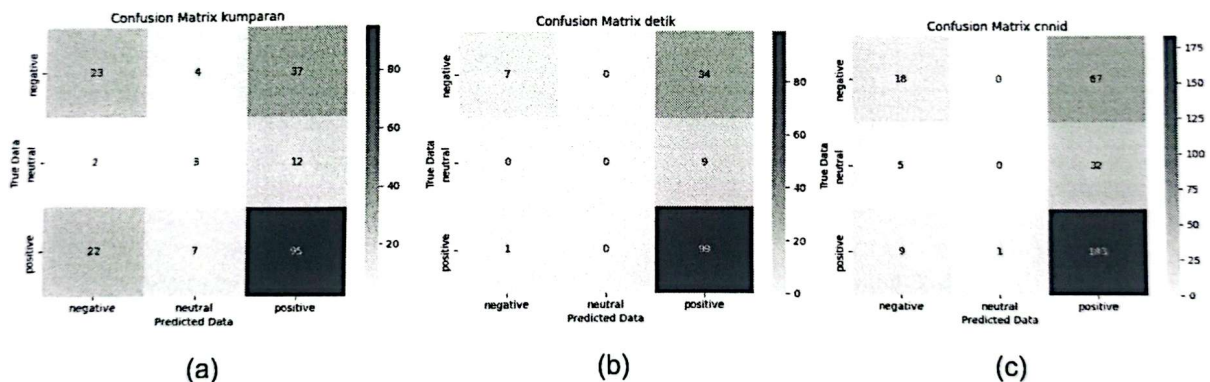 Confusion Matrix kumparan
negative
neutral
positive
True Data
23 4 37
2 3 12
22 7 95
80
60
40
20
negative neutral positive
Predicted Data
(a)
Confusion Matrix detik
negative
neutral
positive
True Data
7 0 34
0 0 9
1 0
80
60
40
20
0
negative neutral positive
Predicted Data
(b)
Confusion Matrix cnnid
negative
neutral
positive
True Data
18 0 67
5 0 32
9 1 183
175
150
125
100
75
50
25
0
negative neutral positive
Predicted Data
(c)